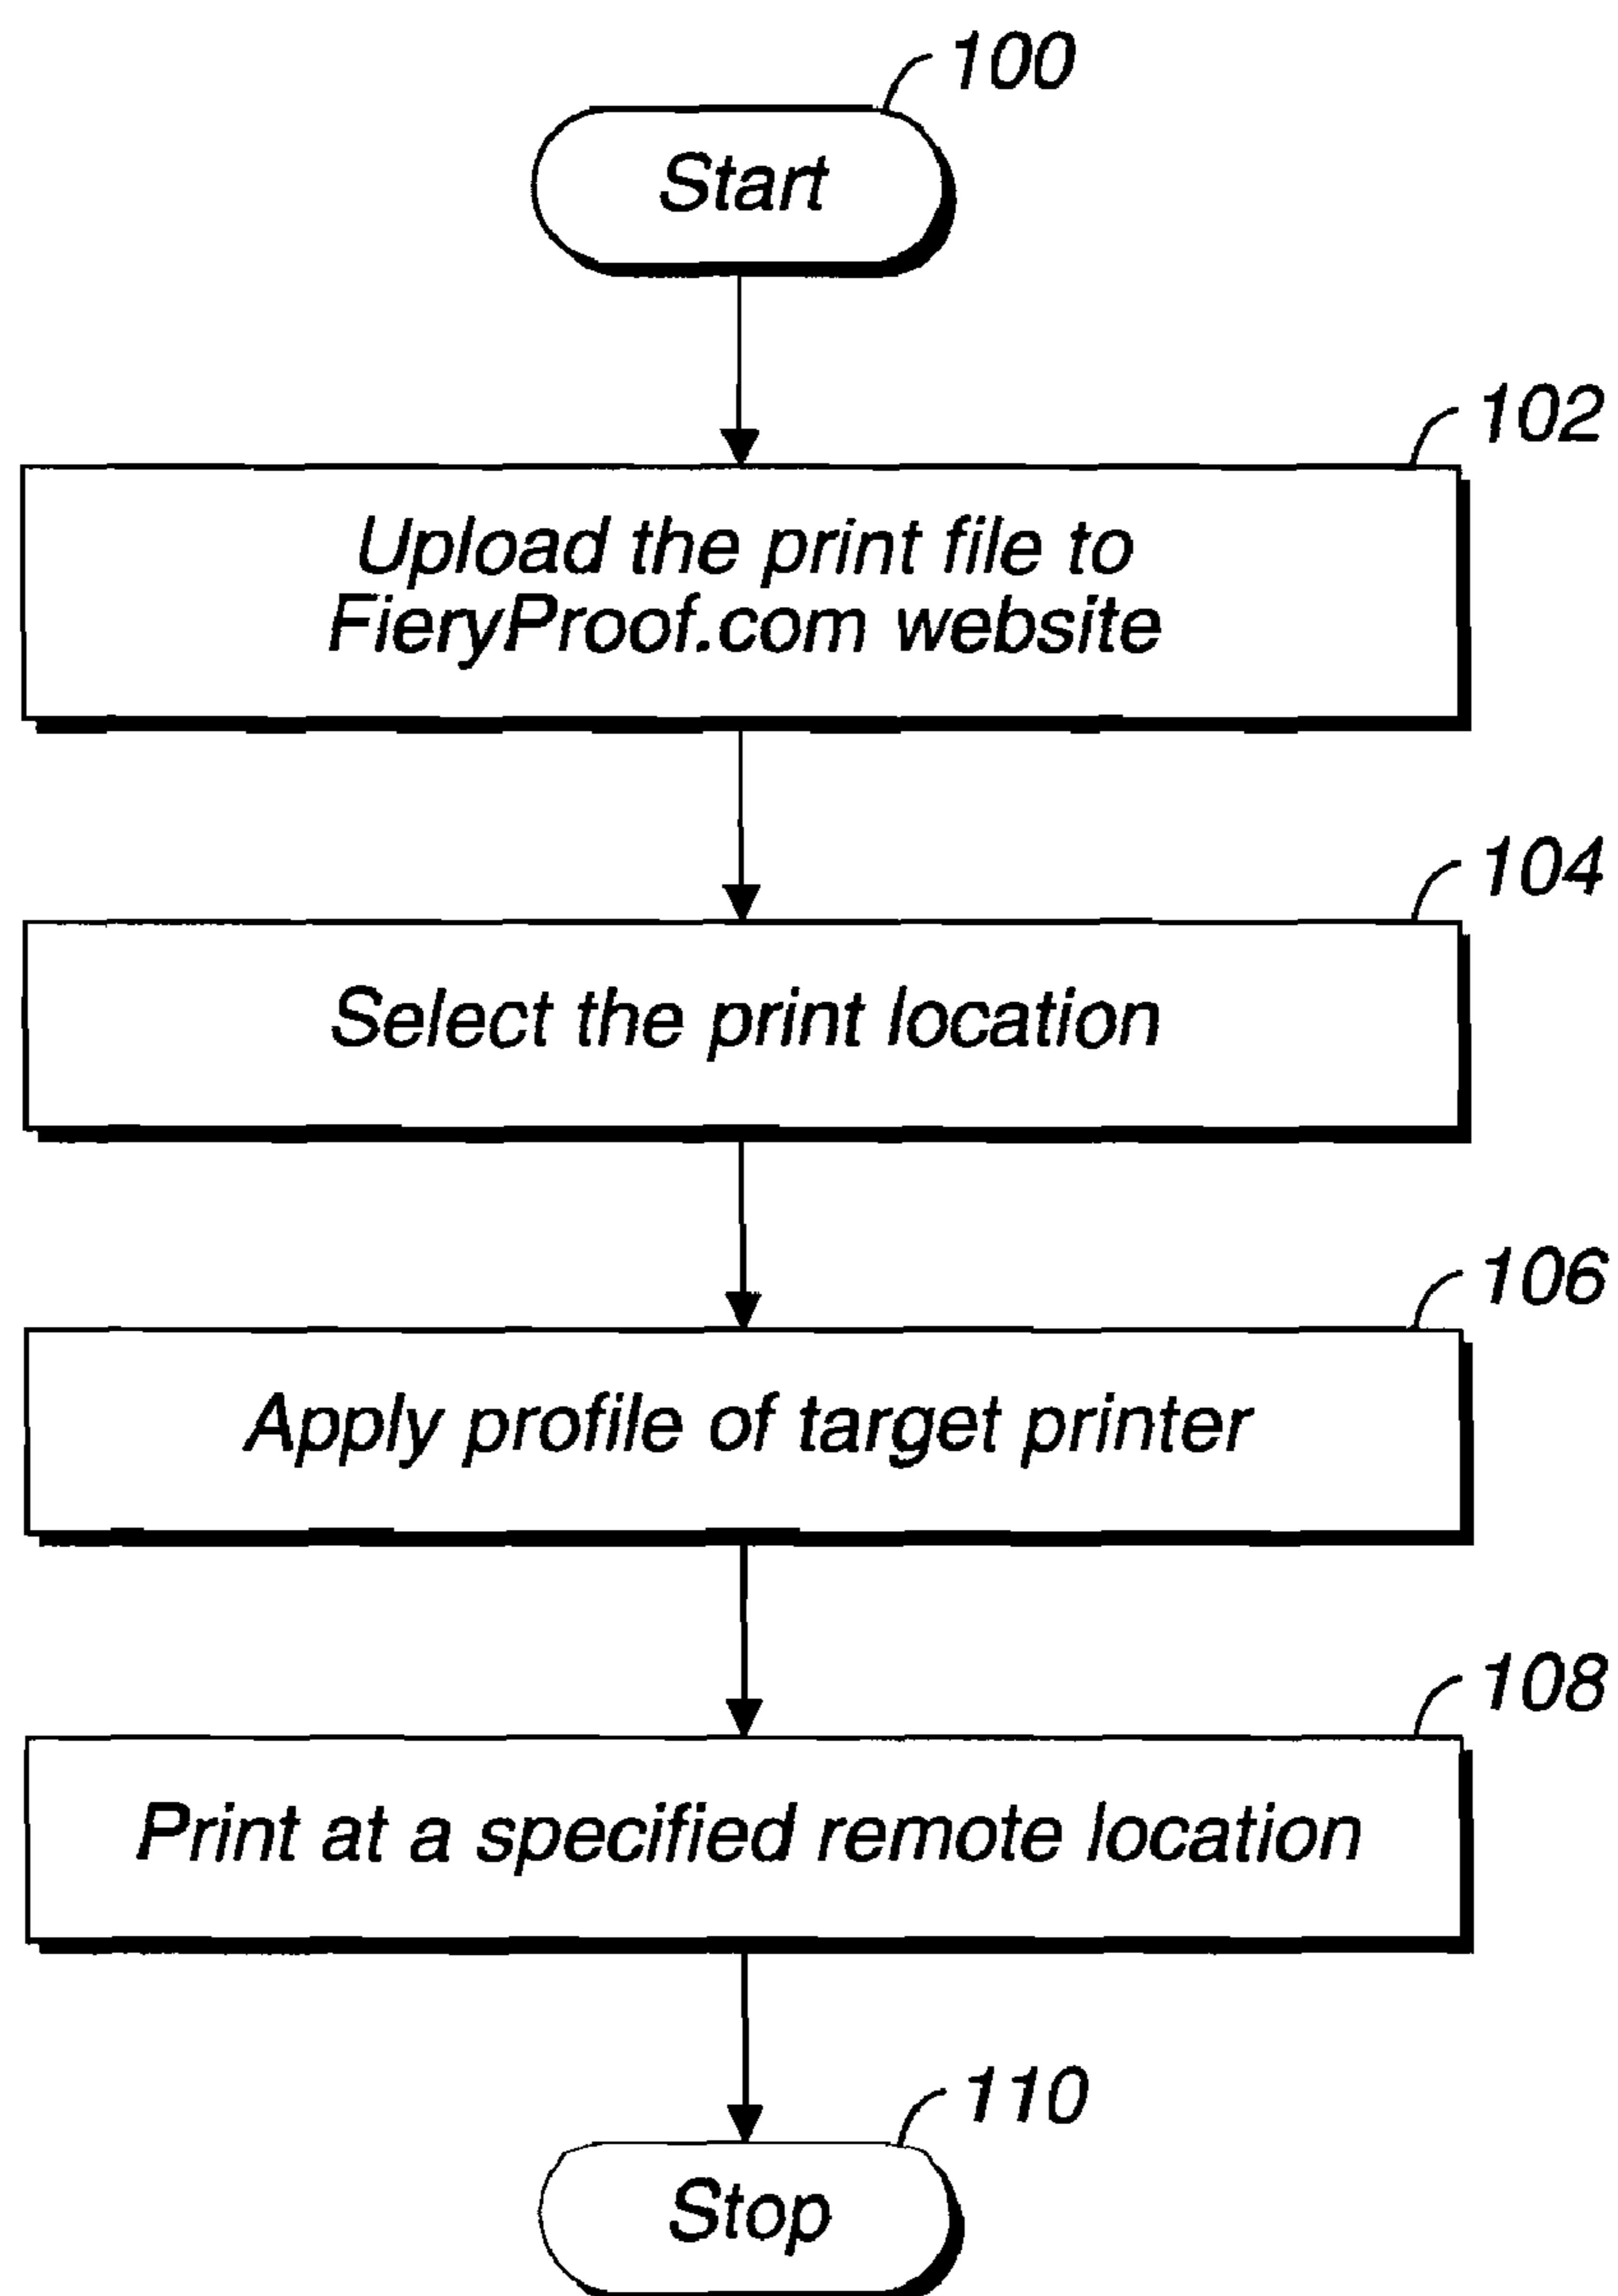 100
Start
102
Upload the print file to
FieryProof.com website
104
Select the print location
106
Apply profile of target printer
108
Print at a specified remote location
110
Stop